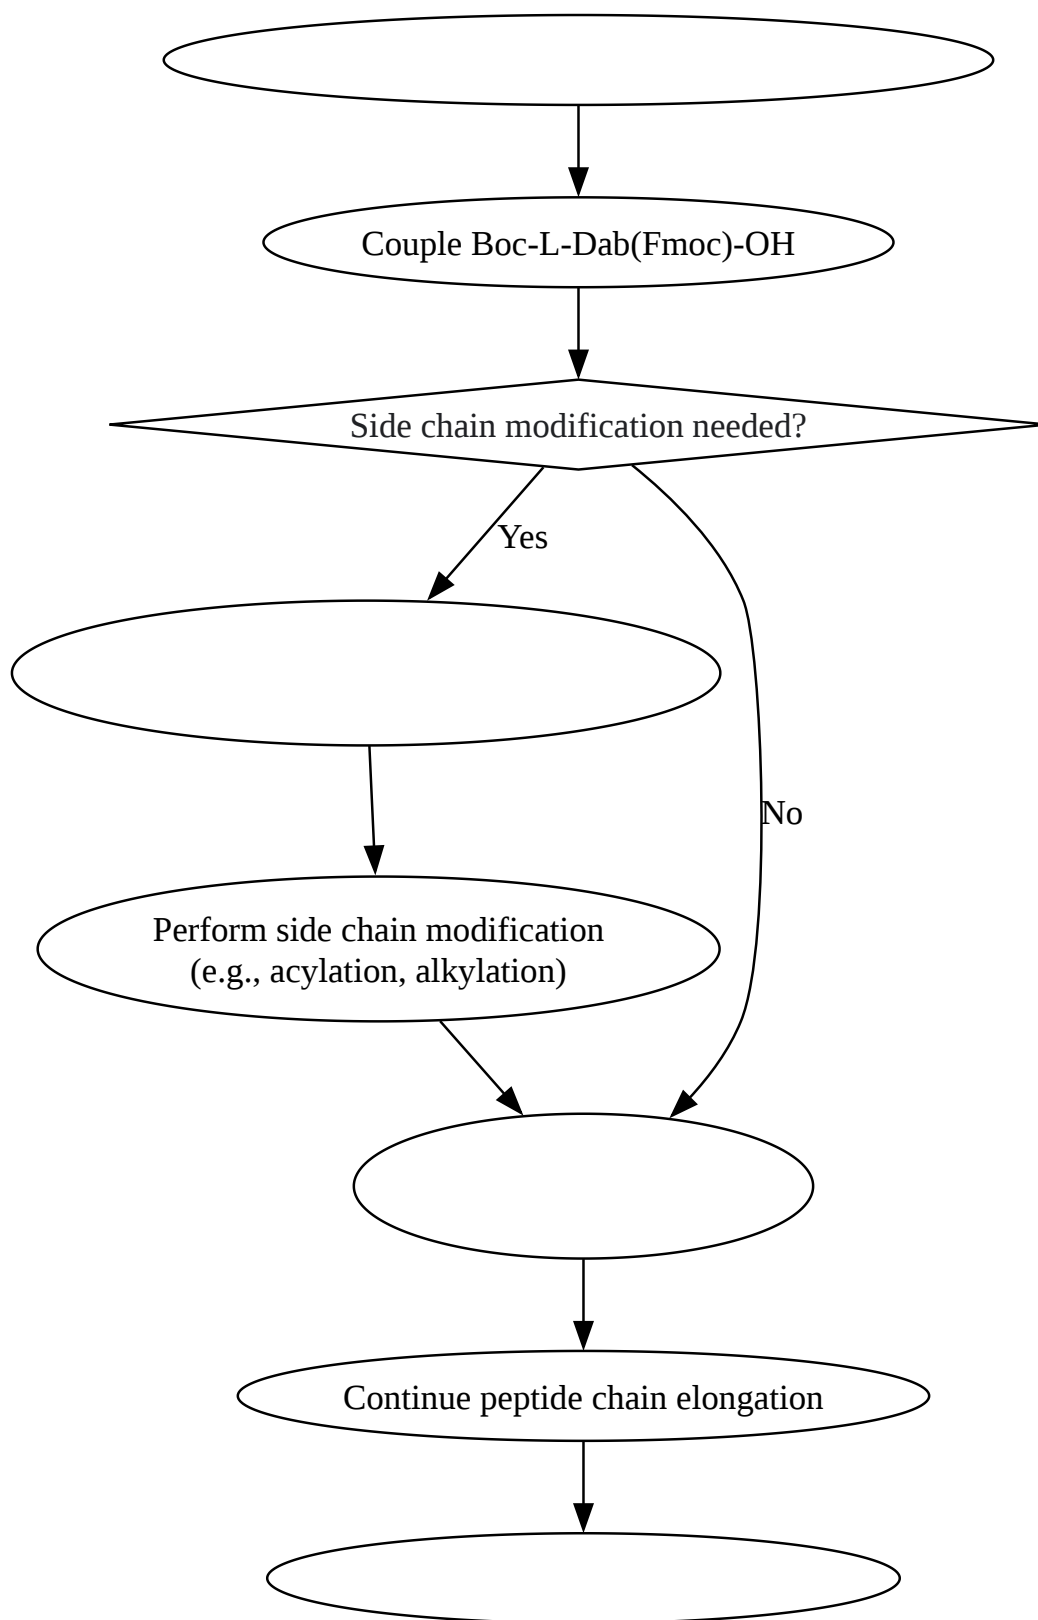 Couple Boc-L-Dab(Fmoc)-OH
Side chain modification needed?
Yes
No
Perform side chain modification
(e.g., acylation, alkylation)
Continue peptide chain elongation